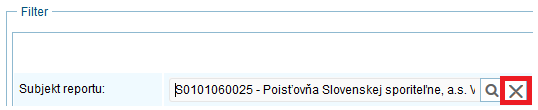 Filter
Subjekt reportu: S0101060025 - Poisťovňa Slovenskej sporiteľne, a.s. V